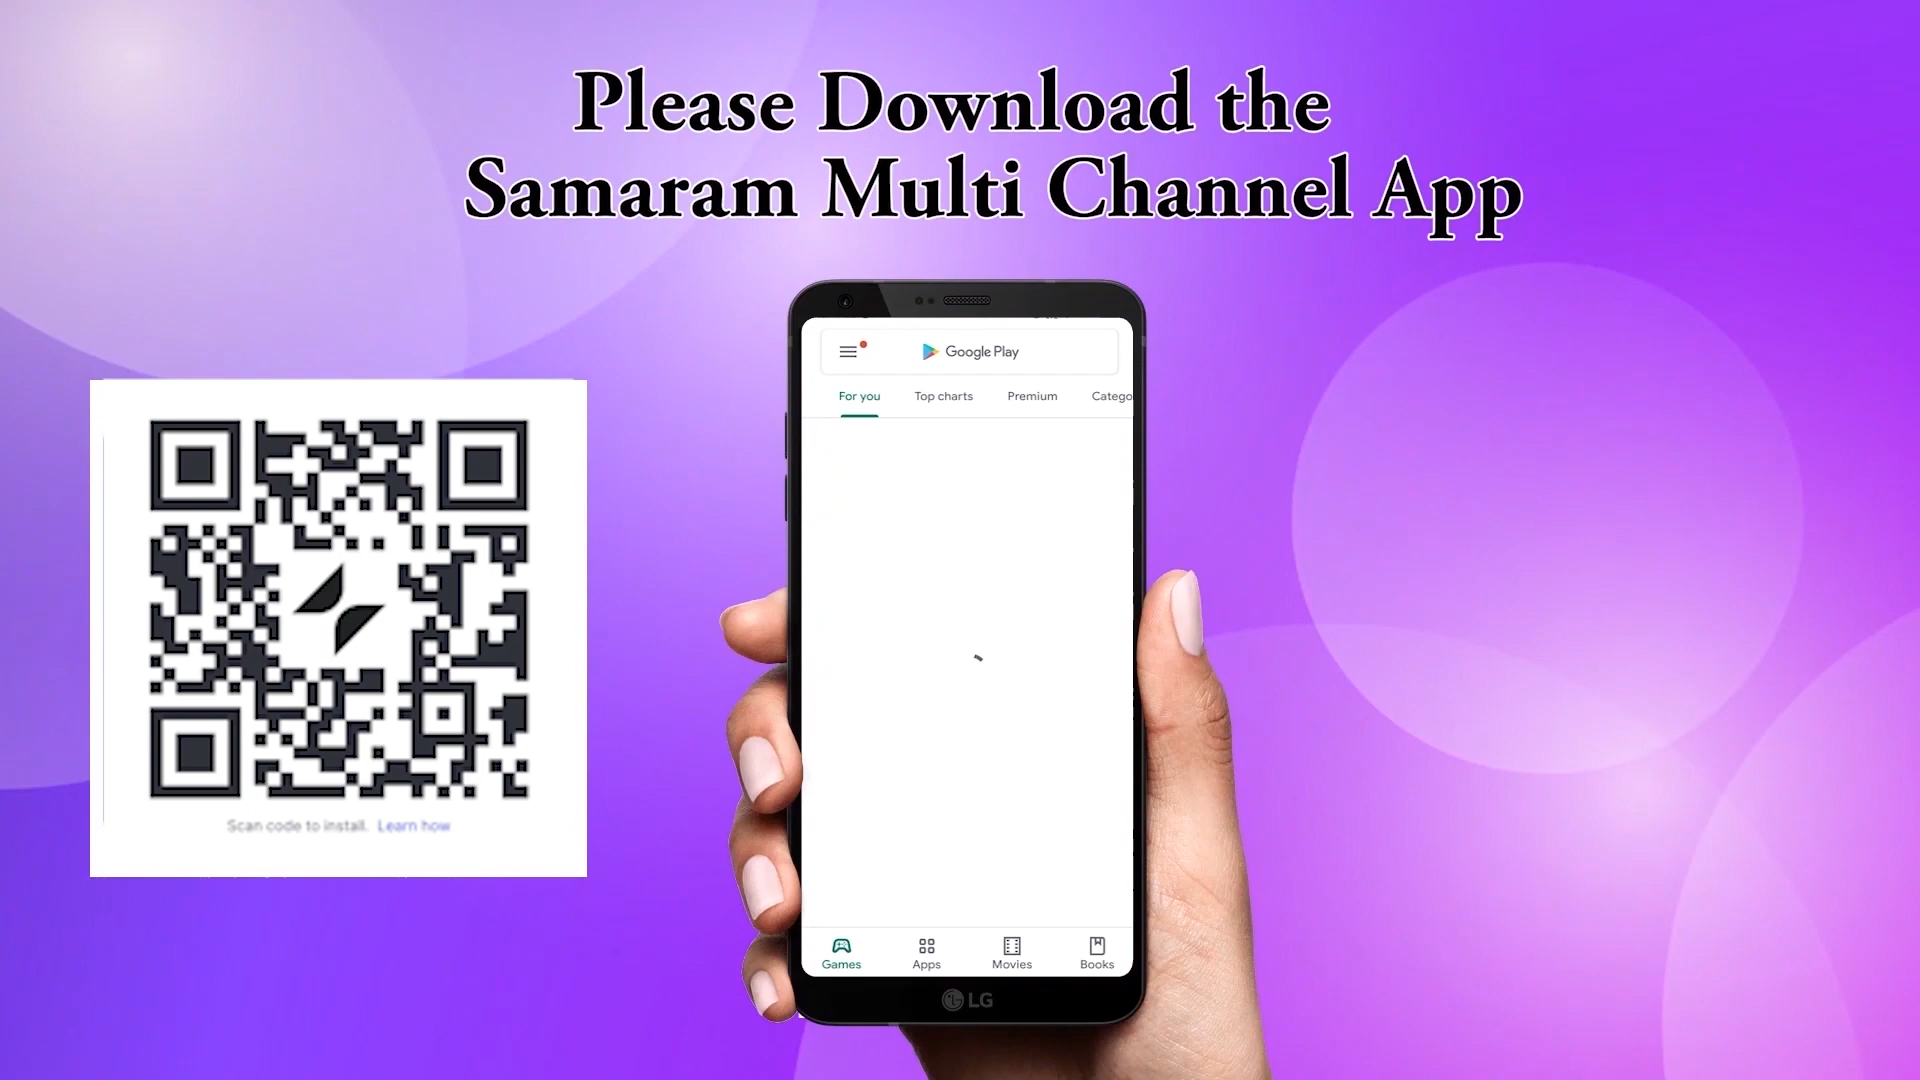 Please Download the
Samaram Multi Channel App
Google Play
For you Top charts Premium Catego
Scan code to install. Learn how
Games Apps Movies Books
LG